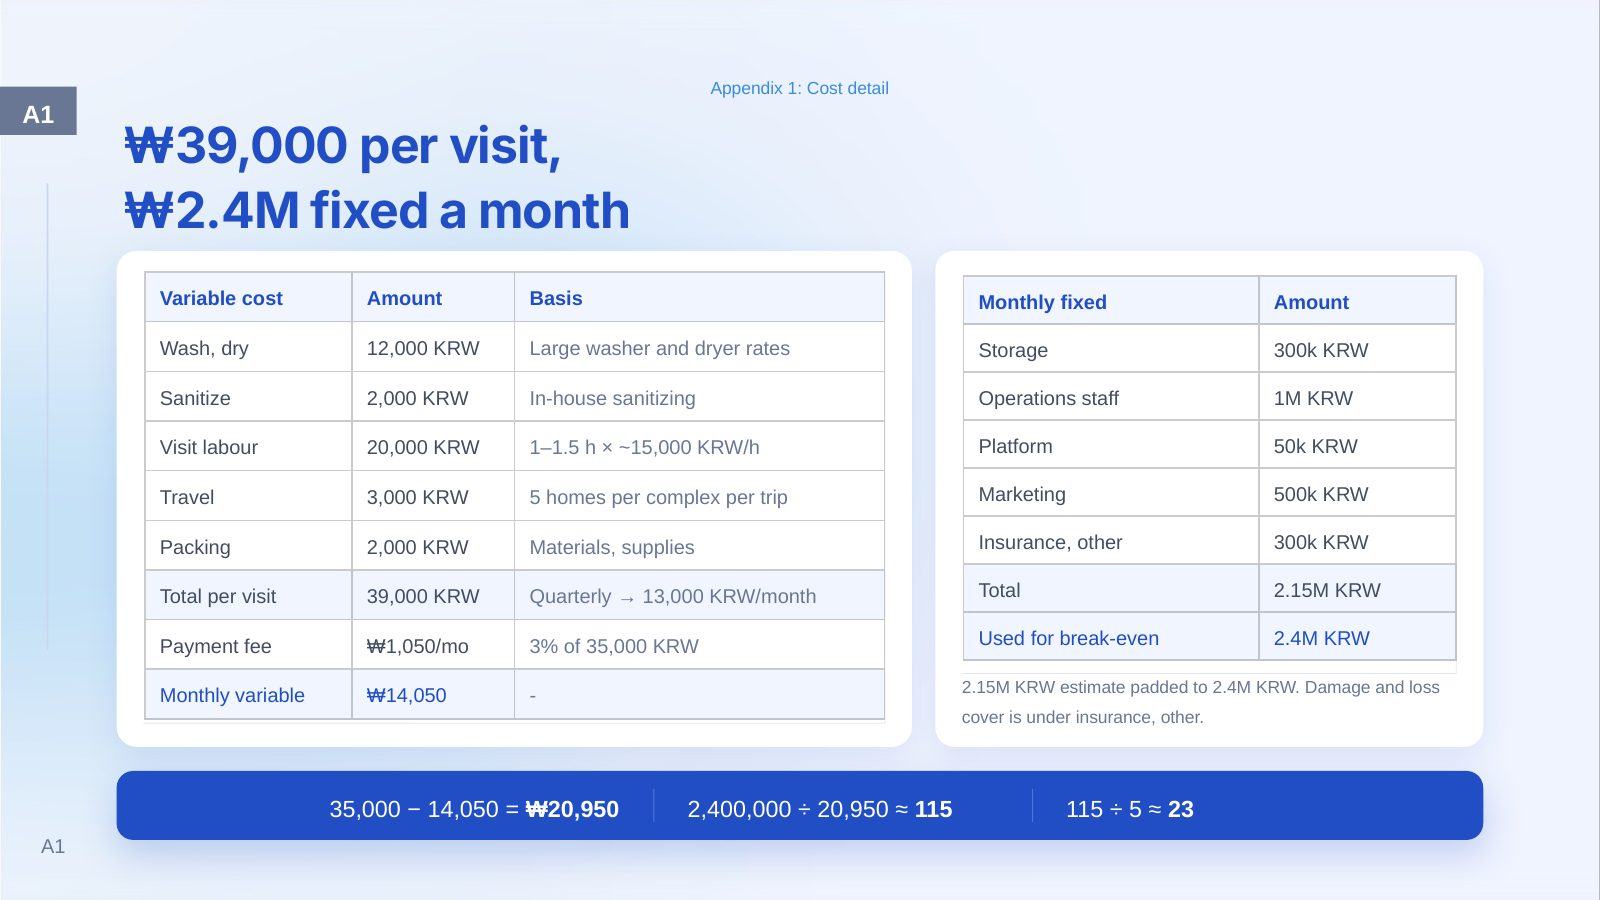 Appendix 1: Cost detail
A1
₩39,000 per visit,
₩2.4M fixed a month
Variable cost Amount Basis
Wash, dry 12,000 KRW Large washer and dryer rates
Sanitize 2,000 KRW In-house sanitizing
Visit labour 20,000 KRW 1–1.5 h × ~15,000 KRW/h
Travel 3,000 KRW 5 homes per complex per trip
Packing 2,000 KRW Materials, supplies
Total per visit 39,000 KRW Quarterly → 13,000 KRW/month
Payment fee ₩1,050/mo 3% of 35,000 KRW
Monthly variable ₩14,050 -
Monthly fixed Amount
Storage 300k KRW
Operations staff 1M KRW
Platform 50k KRW
Marketing 500k KRW
Insurance, other 300k KRW
Total 2.15M KRW
Used for break-even 2.4M KRW
2.15M KRW estimate padded to 2.4M KRW. Damage and loss
cover is under insurance, other.
35,000 − 14,050 = ₩20,950 2,400,000 ÷ 20,950 ≈ 115 115 ÷ 5 ≈ 23
A1